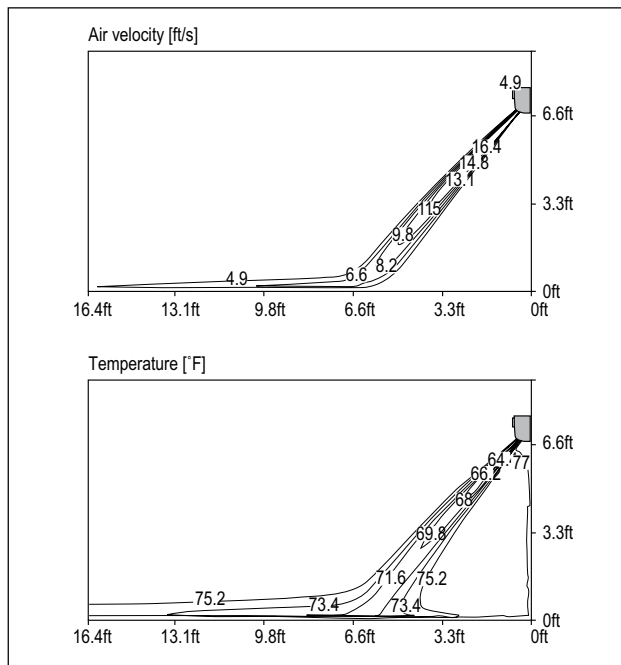 Air velocity [ft/s]
4.9
6.6ft
16.4
14.8
13.1
3.3ft
11.5
9.8
8.2
6.6
4.9
0ft
16.4ft 13.1ft 9.8ft 6.6ft 3.3ft 0ft
Temperature [˚F]
6.6ft
64. 77
66.2
68
3.3ft
69.8
71.6 75.2
75.2
73.4 73.4
0ft
16.4ft 13.1ft 9.8ft 6.6ft 3.3ft 0ft